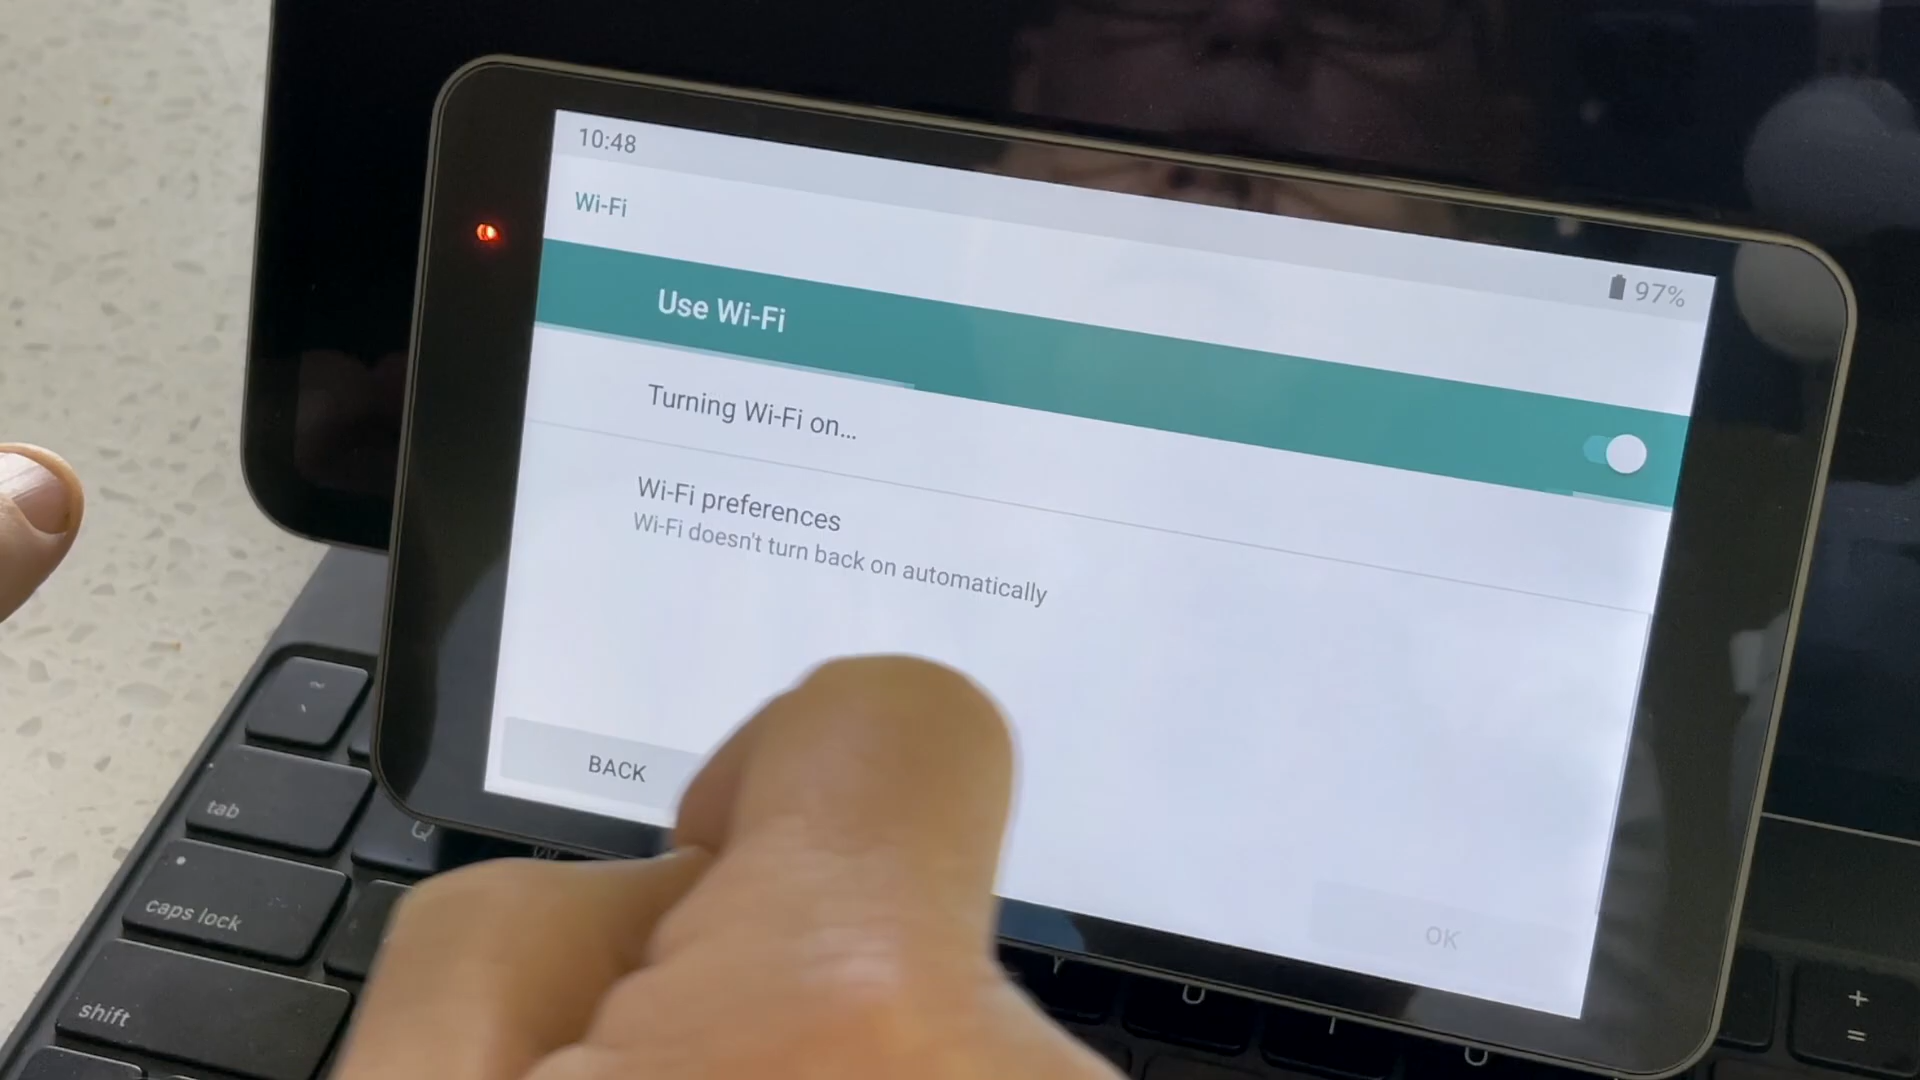 10:48
97%
Wi-Fi
Use Wi-Fi
Turning Wi-Fi on...
Wi-Fi preferences
Wi-Fi doesn't turn back on automatically
BACK
OK
~
`
tab
Q
W
caps lock
shift
Y
U
I
O
+
=